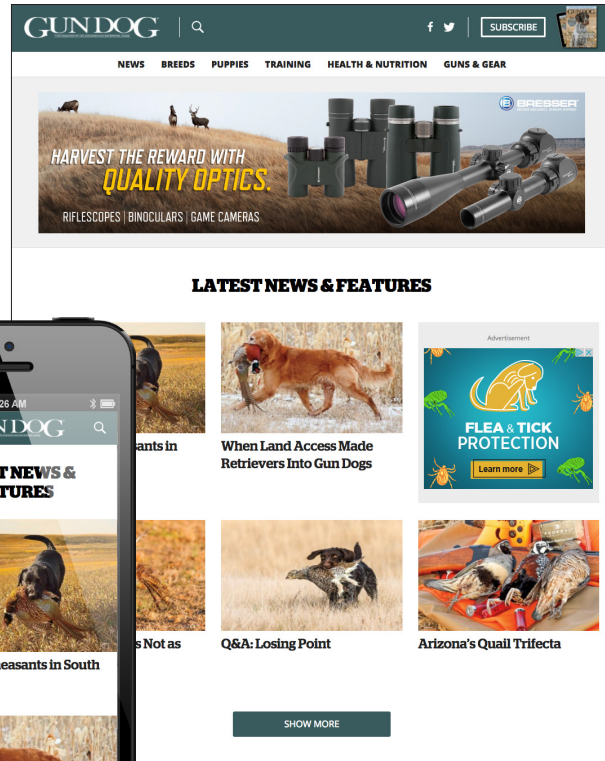 GUN DOG
SUBSCRIBE
NEWS BREEDS PUPPIES TRAINING HEALTH & NUTRITION GUNS & GEAR
BRESSER
HARVEST THE REWARD WITH
QUALITY OPTICS.
RIFLESCOPES | BINOCULARS | GAME CAMERAS
LATEST NEWS & FEATURES
Advertisement
FLEA & TICK
PROTECTION
Learn more
sants in
When Land Access Made
Retrievers Into Gun Dogs
s Not as
Q&A: Losing Point
Arizona's Quail Trifecta
SHOW MORE
26 AM
N DOG
T NEWS &
TURES
easants in South